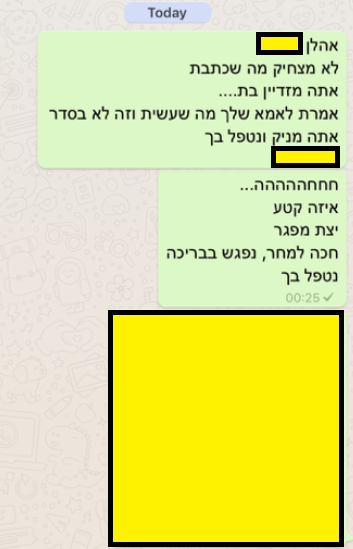 Today
אהלן
לא מצחיק מה שכתבת
אתה מזדיין בת....
אמרת לאמא שלך מה שעשית וזה לא בסדר
אתה מניק ונטפל בך
חחחההההה...
איזה קטע
יצת מפגר
חכה למחר, נפגש בבריכה
נטפל בך
00:25